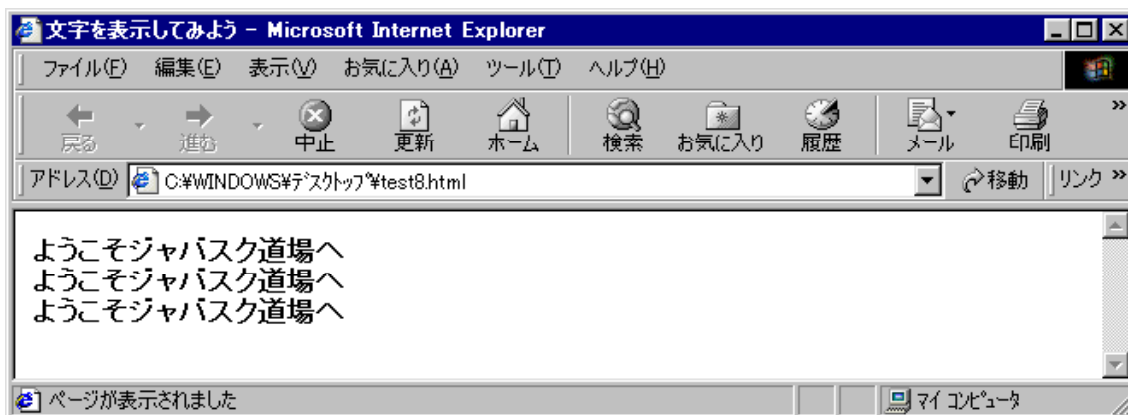 文字を表示してみよう - Microsoft Internet Explorer
ファイル(F) 編集(E) 表示(V) お気に入り(A) ツール(T) ヘルプ(H)
戻る 進む 中止 更新 ホーム 検索 お気に入り 履歴 メール 印刷 »
アドレス(D) C:¥WINDOWS¥デスクトップ¥test8.html 移動 リンク »
ようこそジャバスク道場へ
ようこそジャバスク道場へ
ようこそジャバスク道場へ
ページが表示されました マイ コンピュータ